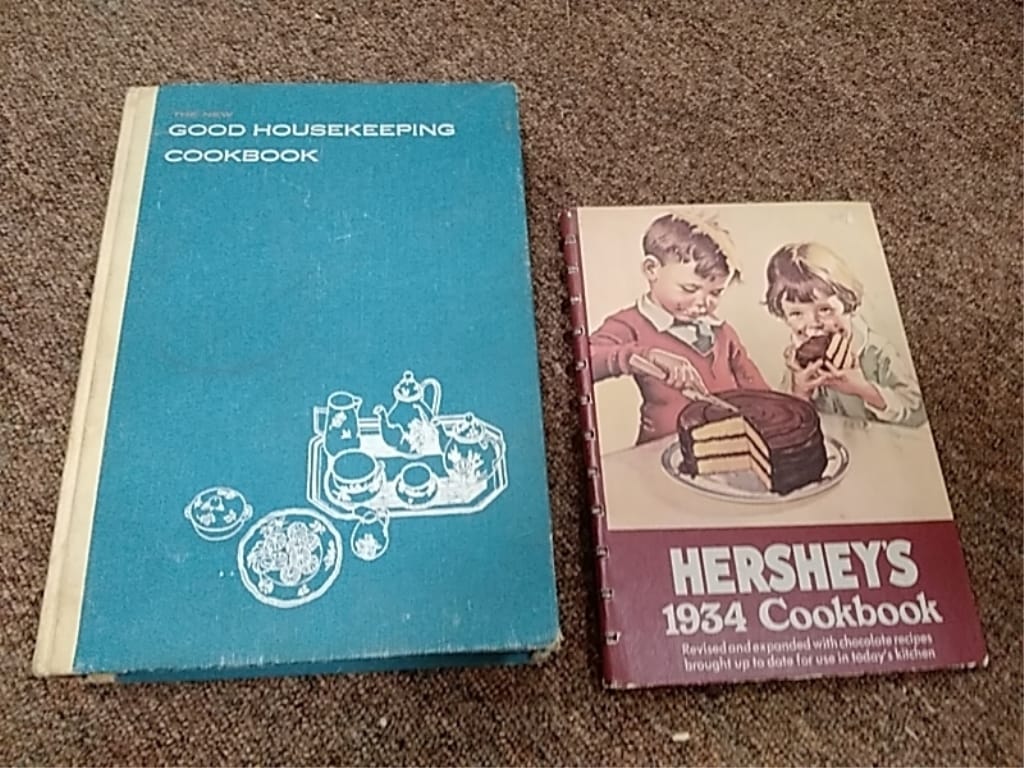 THE NEW
GOOD HOUSEKEEPING
COOKBOOK
HERSHEY'S
1934 Cookbook
Revised and expanded with chocolate recipes
brought up to date for use in today's kitchen